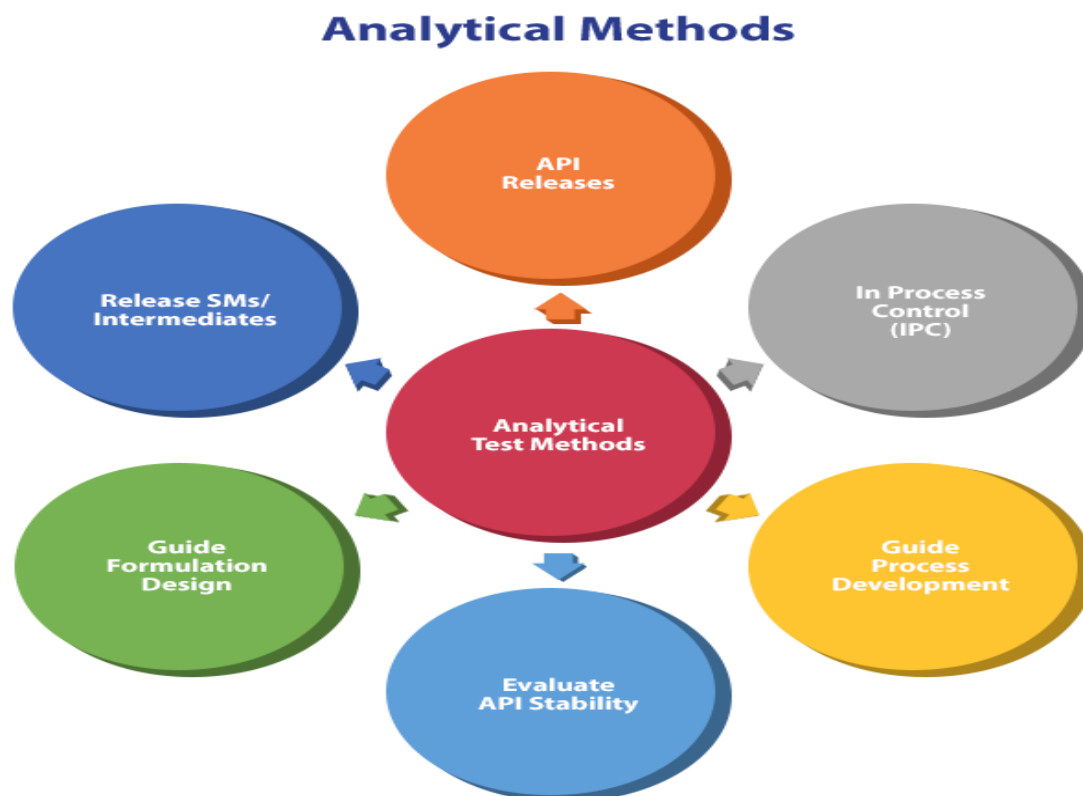 Analytical Methods
API
Releases
Release SMs/
Intermediates
In Process
Control
(IPC)
Analytical
Test Methods
Guide
Formulation
Design
Guide
Process
Development
Evaluate
API Stability